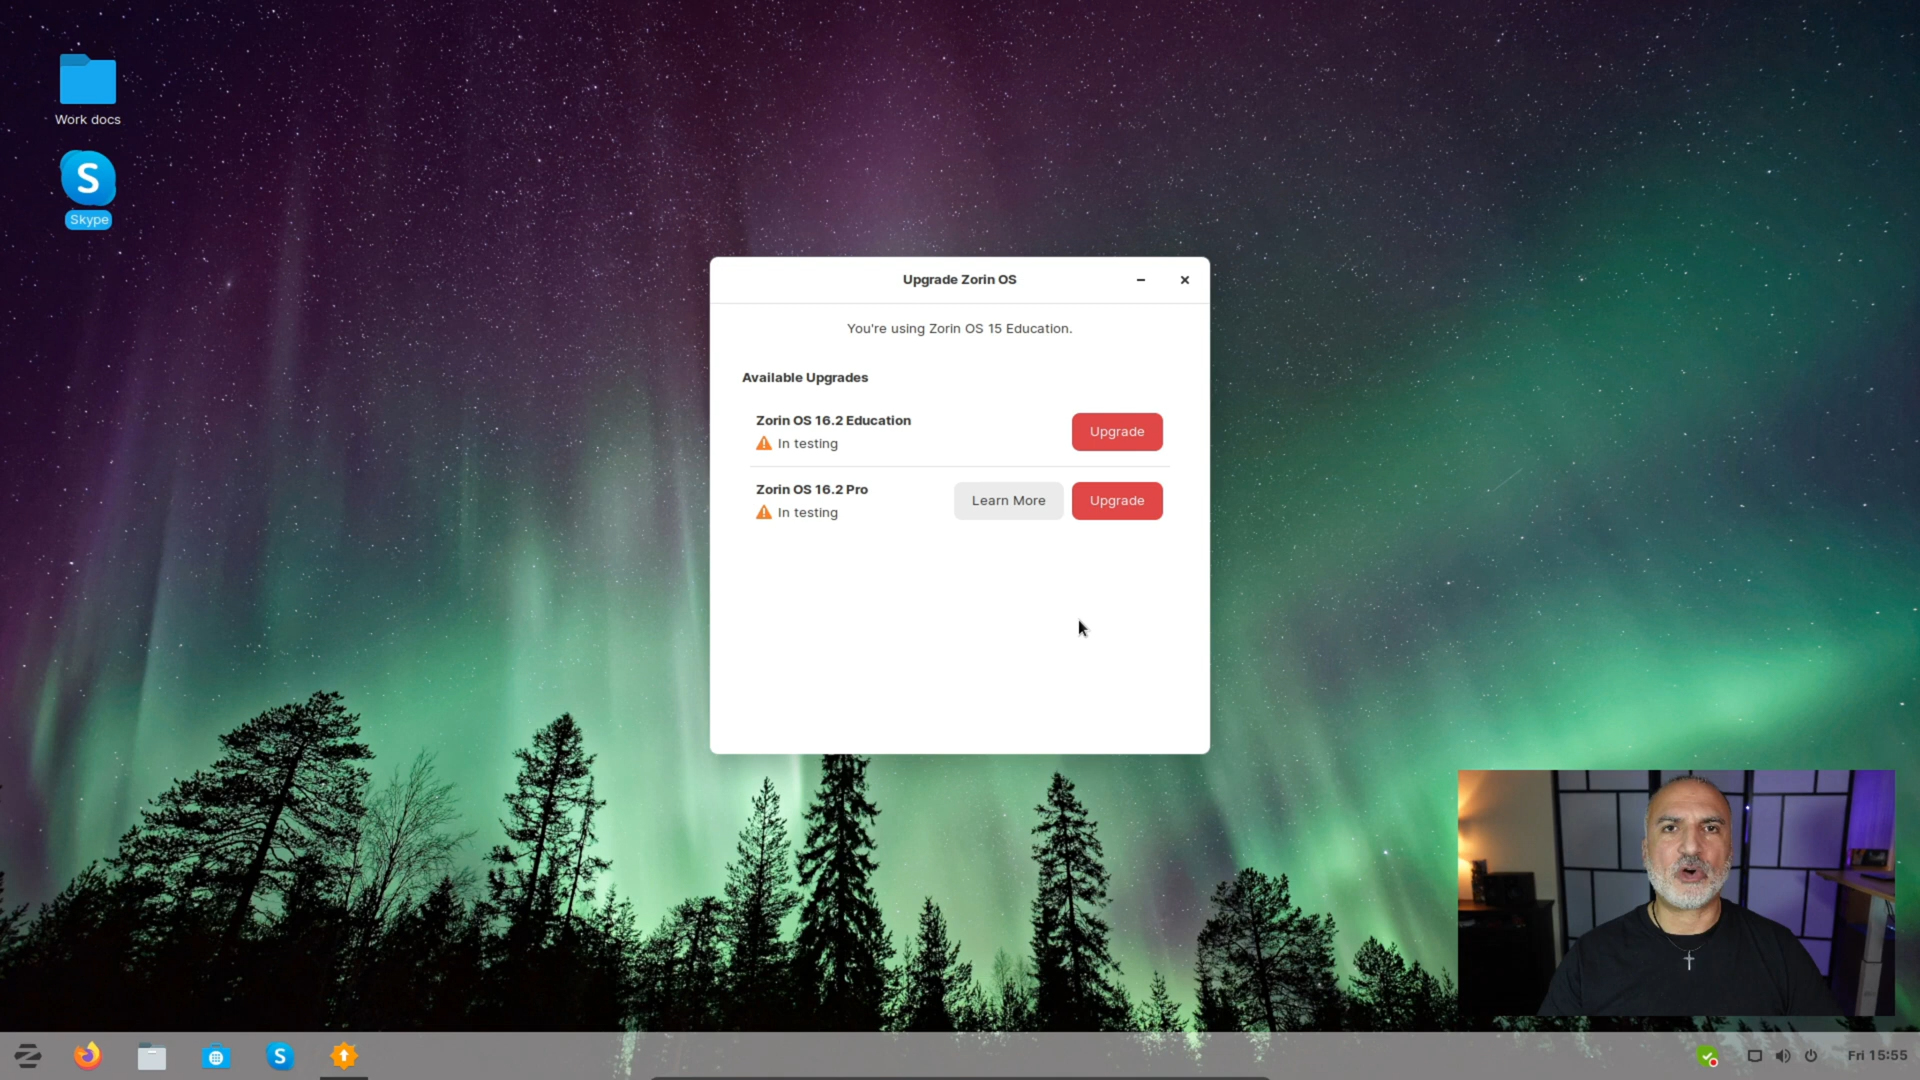 Work docs
S
Skype
Upgrade Zorin OS
You're using Zorin OS 15 Education.
Available Upgrades
Zorin OS 16.2 Education
In testing
Upgrade
Zorin OS 16.2 Pro
In testing
Learn More
Upgrade
S
Fri 15:55